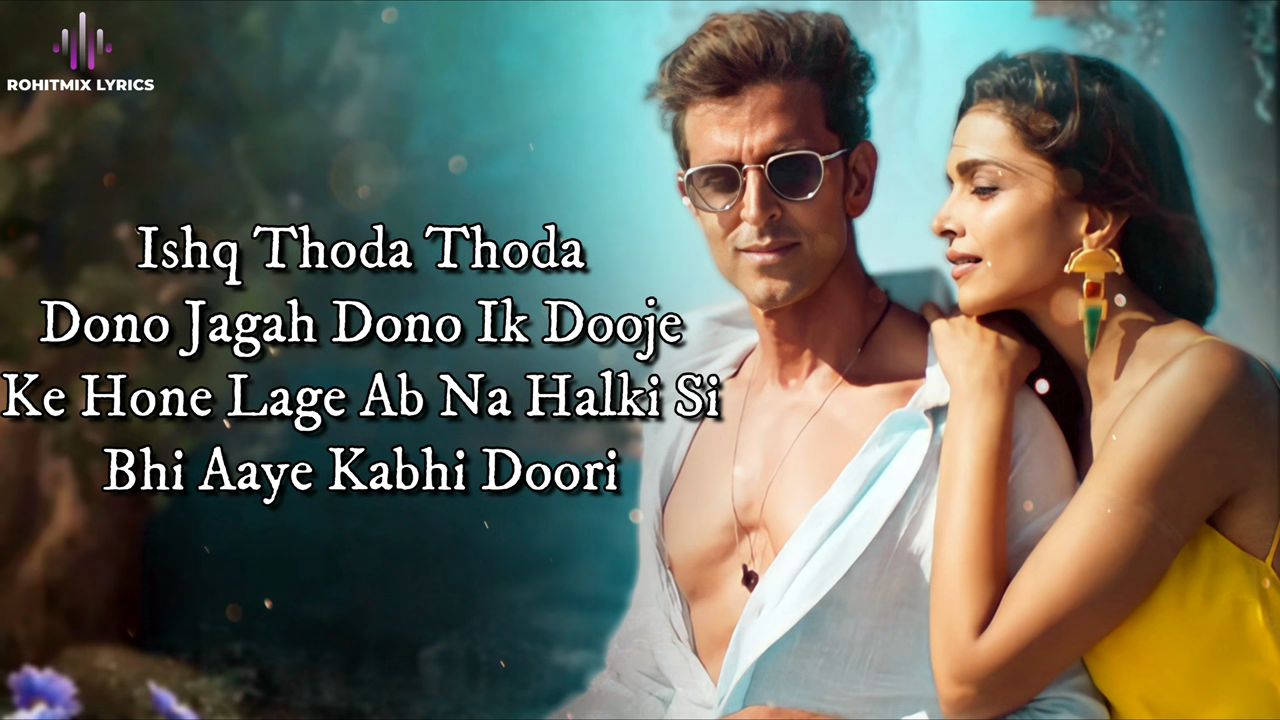 ROHITMIX LYRICS
Ishq Thoda Thoda
Dono Jagah Dono Ik Dooje
Ke Hone Lage Ab Na Halki Si
Bhi Aaye Kabhi Doori